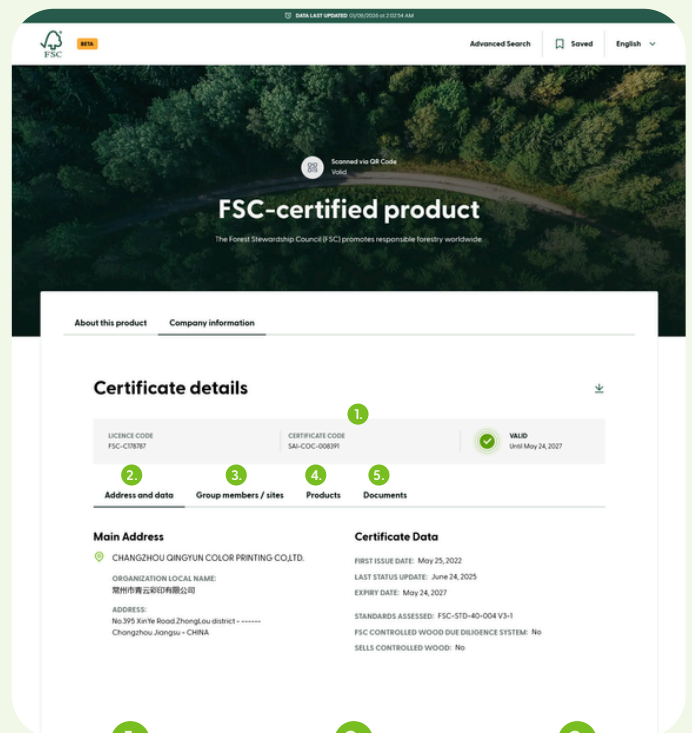 DATA LAST UPDATED 01/09/2026 at 2:02:54 AM
FSC
BETA
Advanced Search
Saved
English
Scanned via QR Code
Valid
FSC-certified product
The Forest Stewardship Council (FSC) promotes responsible forestry worldwide
About this product
Company information
Certificate details
1.
LICENCE CODE
FSC-C178787
CERTIFICATE CODE
SAI-COC-008391
VALID
Until May 24, 2027
2.
3.
4.
5.
Address and data
Group members / sites
Products
Documents
Main Address
CHANGZHOU QINGYUN COLOR PRINTING CO,LTD.
ORGANIZATION LOCAL NAME:
常州市青云彩印有限公司
ADDRESS:
No.395 XinYe Road ZhongLou district - ------
Changzhou Jiangsu - CHINA
Certificate Data
FIRST ISSUE DATE: May 25, 2022
LAST STATUS UPDATE: June 24, 2025
EXPIRY DATE: May 24, 2027
STANDARDS ASSESSED: FSC-STD-40-004 V3-1
FSC CONTROLLED WOOD DUE DILIGENCE SYSTEM: No
SELLS CONTROLLED WOOD: No